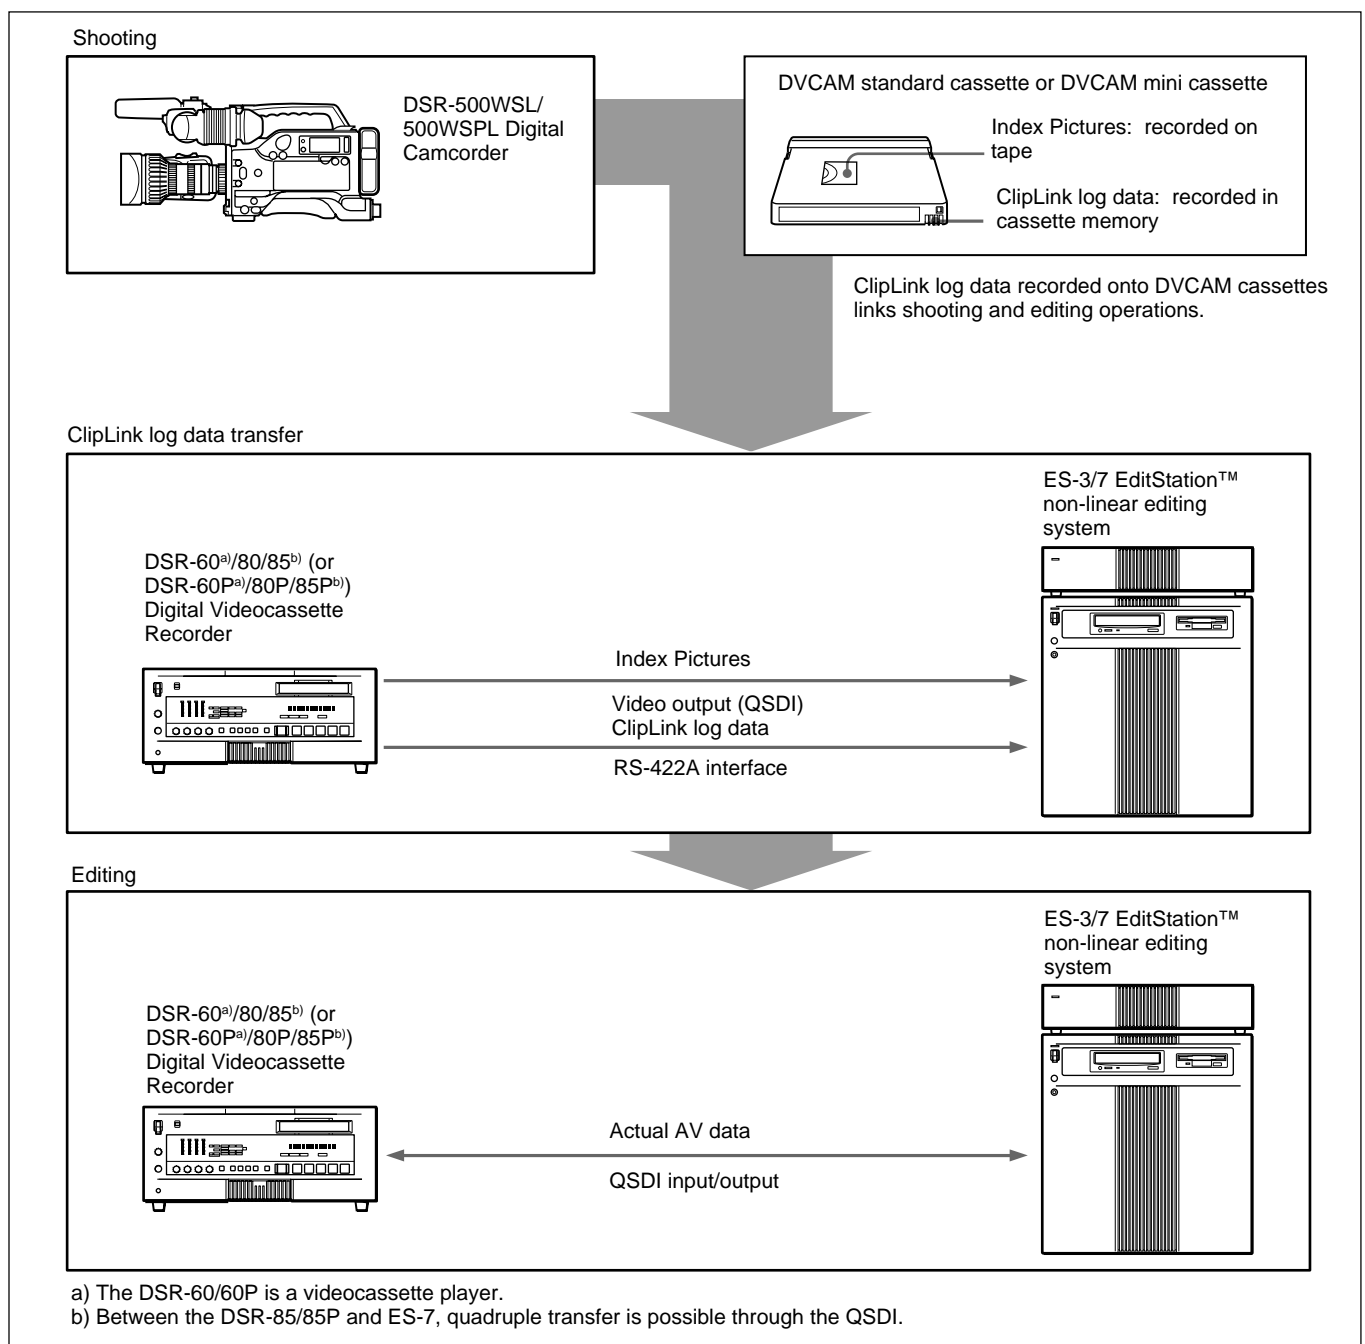 Shooting
DSR-500WSL/
500WSPL Digital
Camcorder
DVCAM standard cassette or DVCAM mini cassette
Index Pictures: recorded on
tape
ClipLink log data: recorded in
cassette memory
ClipLink log data recorded onto DVCAM cassettes
links shooting and editing operations.
ClipLink log data transfer
ES-3/7 EditStation™
non-linear editing
system
DSR-60a)/80/85b) (or
DSR-60Pa)/80P/85Pb))
Digital Videocassette
Recorder
Index Pictures
Video output (QSDI)
ClipLink log data
RS-422A interface
Editing
ES-3/7 EditStation™
non-linear editing
system
DSR-60a)/80/85b) (or
DSR-60Pa)/80P/85Pb))
Digital Videocassette
Recorder
Actual AV data
QSDI input/output
a) The DSR-60/60P is a videocassette player.
b) Between the DSR-85/85P and ES-7, quadruple transfer is possible through the QSDI.